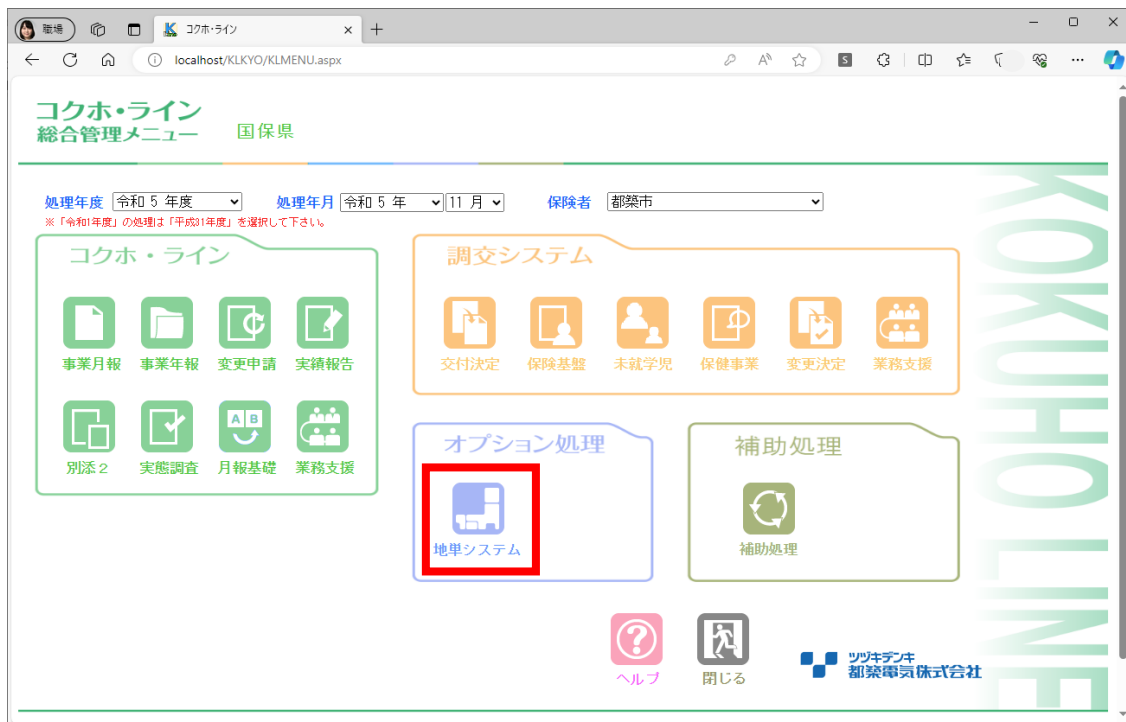 職場
コクホ・ライン
localhost/KLKYO/KLMENU.aspx
コクホ・ライン
総合管理メニュー 国保県
処理年度 令和 5 年度 処理年月 令和 5 年 11 月 保険者 都築市
※「令和1年度」の処理は「平成31年度」を選択して下さい。
コクホ・ライン
事業月報 事業年報 変更申請 実績報告
A B
別添２ 実態調査 月報基礎 業務支援
調交システム
交付決定 保険基盤 未就学児 保健事業 変更決定 業務支援
オプション処理
地単システム
補助処理
補助処理
?
ヘルプ 閉じる
ツヅキデンキ
都築電気株式会社
KOKUHO LINE